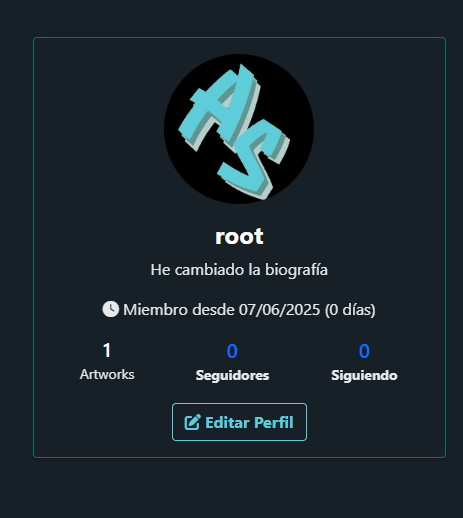 AS
root
He cambiado la biografía
Miembro desde 07/06/2025 (0 días)
1 0 0
Artworks Seguidores Siguiendo
Editar Perfil